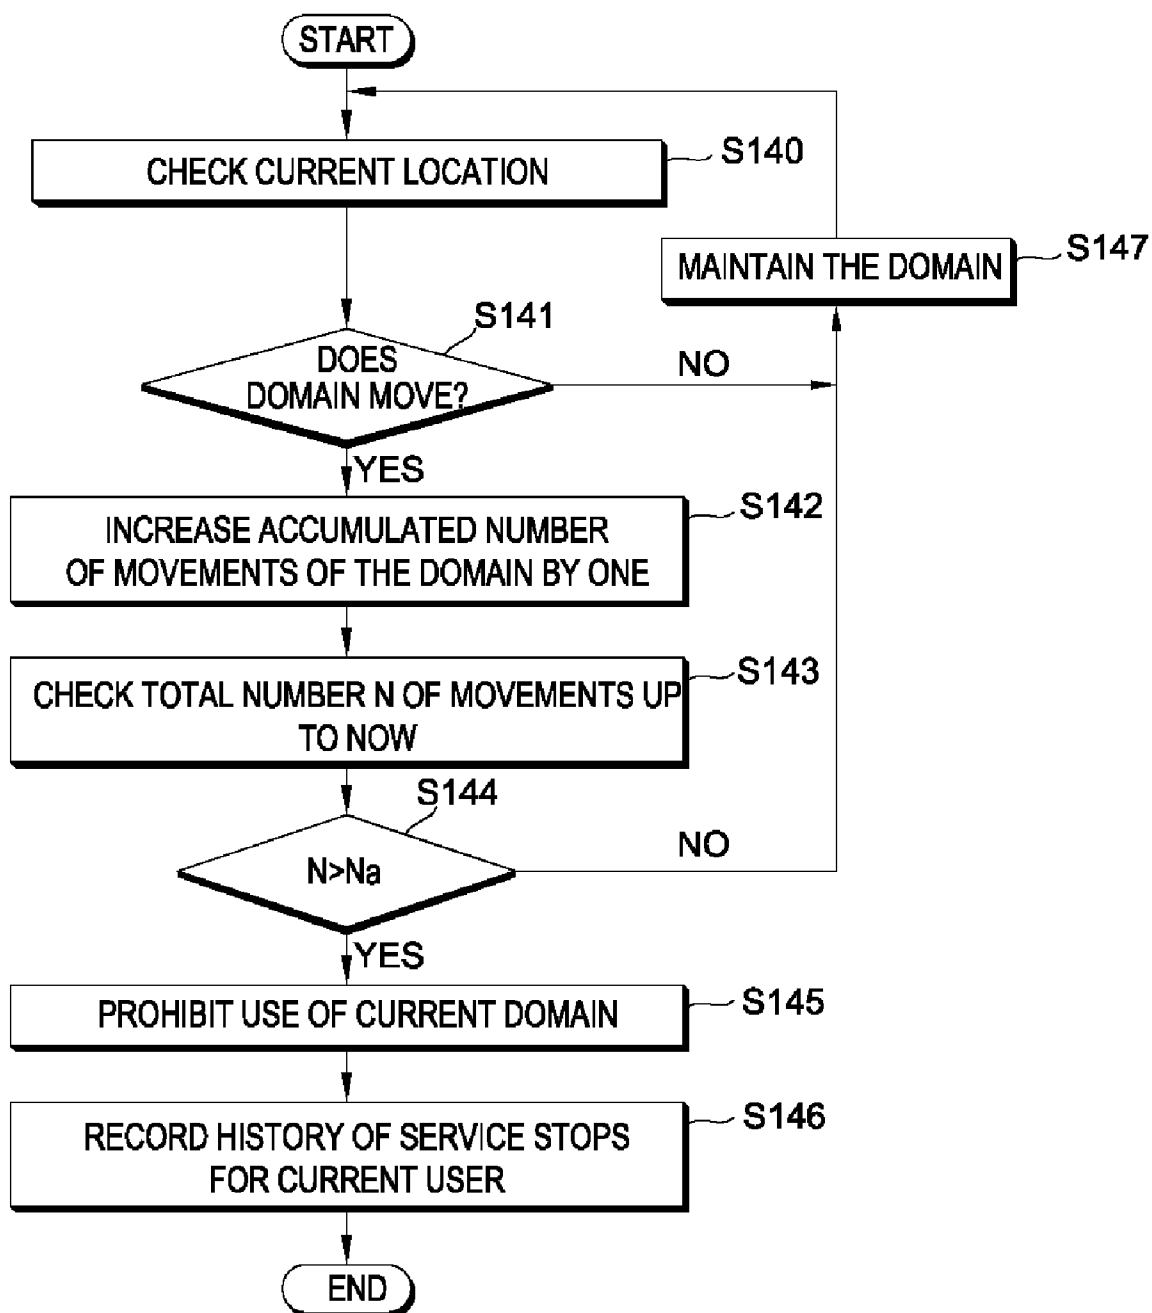 START
CHECK CURRENT LOCATION
S140
MAINTAIN THE DOMAIN
S147
S141
DOES
DOMAIN MOVE?
NO
YES
S142
INCREASE ACCUMULATED NUMBER
OF MOVEMENTS OF THE DOMAIN BY ONE
S143
CHECK TOTAL NUMBER N OF MOVEMENTS UP
TO NOW
S144
N>Na
NO
YES
PROHIBIT USE OF CURRENT DOMAIN
S145
RECORD HISTORY OF SERVICE STOPS
FOR CURRENT USER
S146
END